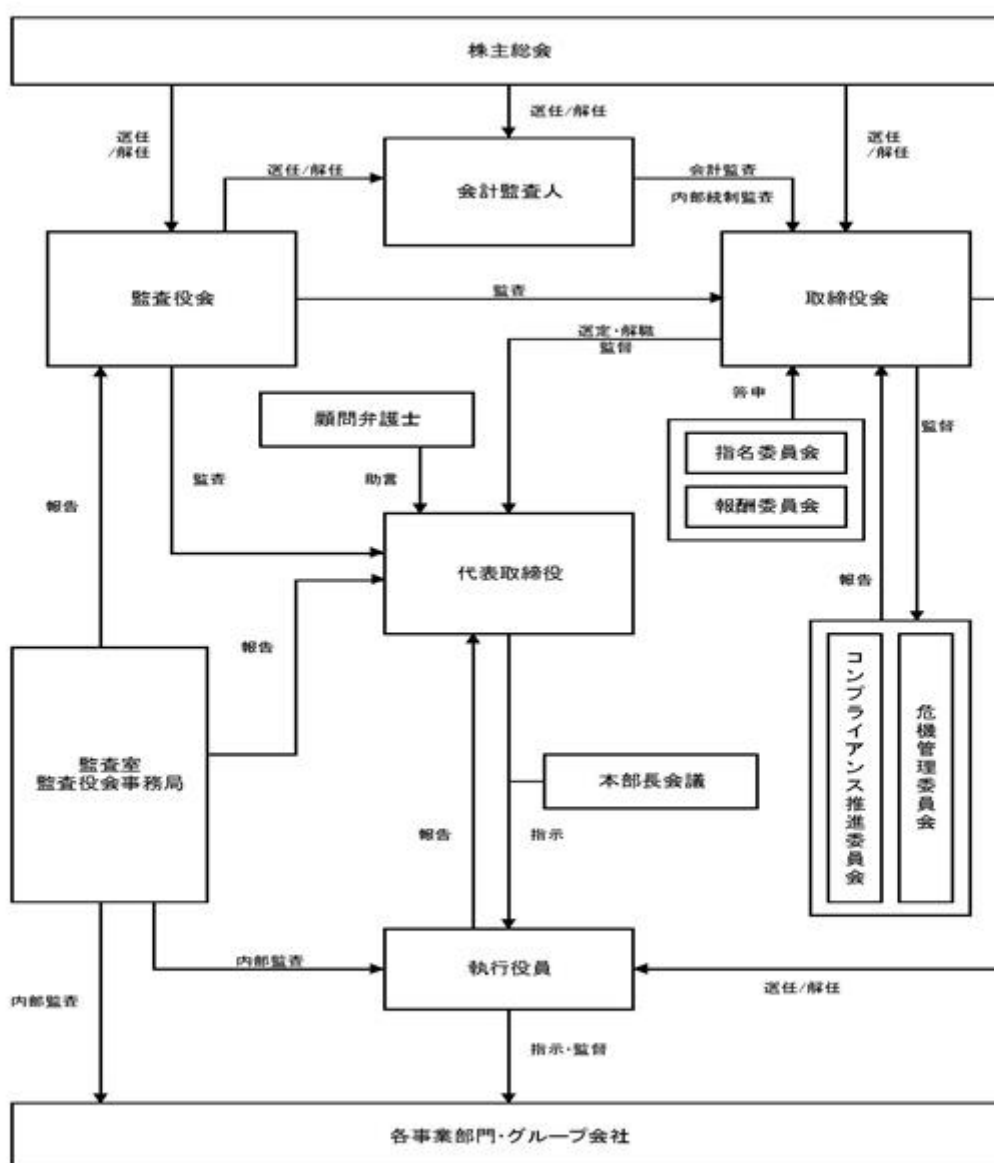 株主総会
選任/解任
選任
/解任
選任
/解任
選任/解任
会計監査人
会計監査
内部統制監査
監査役会
監査
取締役会
選定・解職
監督
顧問弁護士
助言
答申
指名委員会
報酬委員会
監督
報告
監査
代表取締役
報告
報告
コンプライアンス推進委員会
危機管理委員会
監査室
監査役会事務局
本部長会議
報告
指示
内部監査
執行役員
選任/解任
内部監査
指示・監督
各事業部門・グループ会社